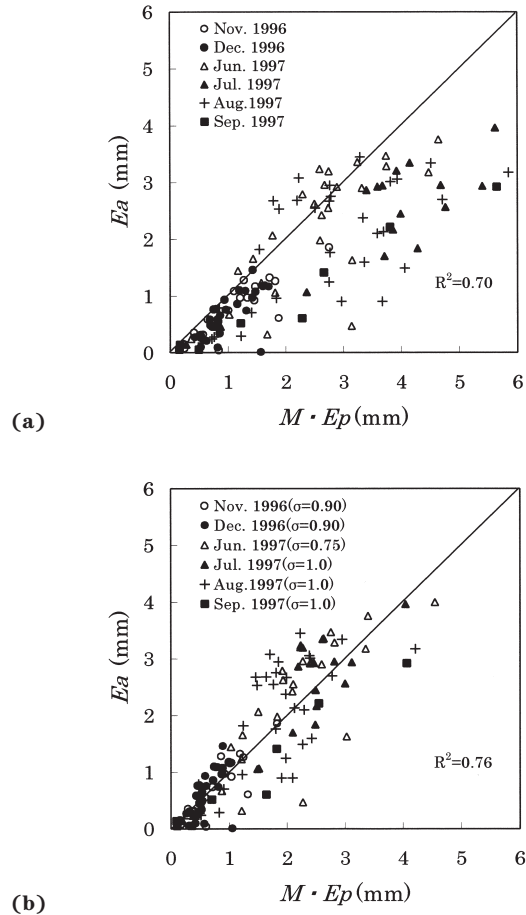 6
5
4
3
2
1
0
Ea (mm)
Nov. 1996
Dec. 1996
Jun. 1997
Jul. 1997
Aug.1997
Sep. 1997
R²=0.70
0 1 2 3 4 5 6
M · Ep (mm)
(a)
6
5
4
3
2
1
0
Ea (mm)
Nov. 1996(σ=0.90)
Dec. 1996(σ=0.90)
Jun. 1997(σ=0.75)
Jul. 1997(σ=1.0)
Aug.1997(σ=1.0)
Sep. 1997(σ=1.0)
R²=0.76
0 1 2 3 4 5 6
M · Ep (mm)
(b)